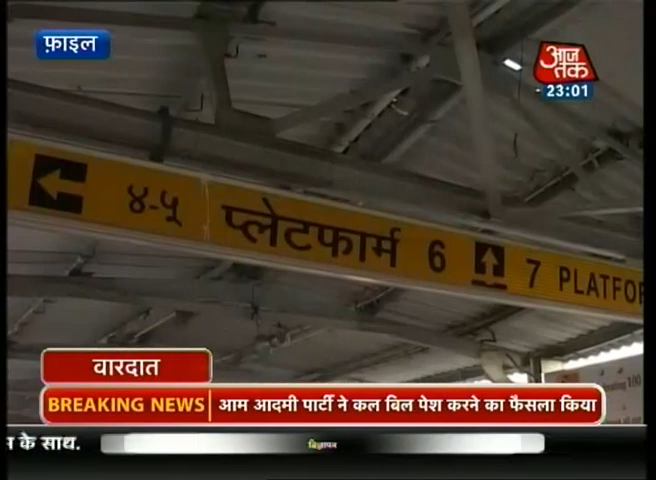 फ़ाइल
आज तक
23:01
४-५ प्लेटफार्म 6 7 PLATFOR
वारदात
BREAKING NEWS आम आदमी पार्टी ने कल बिल पेश करने का फैसला किया
के साथ.
विज्ञापन